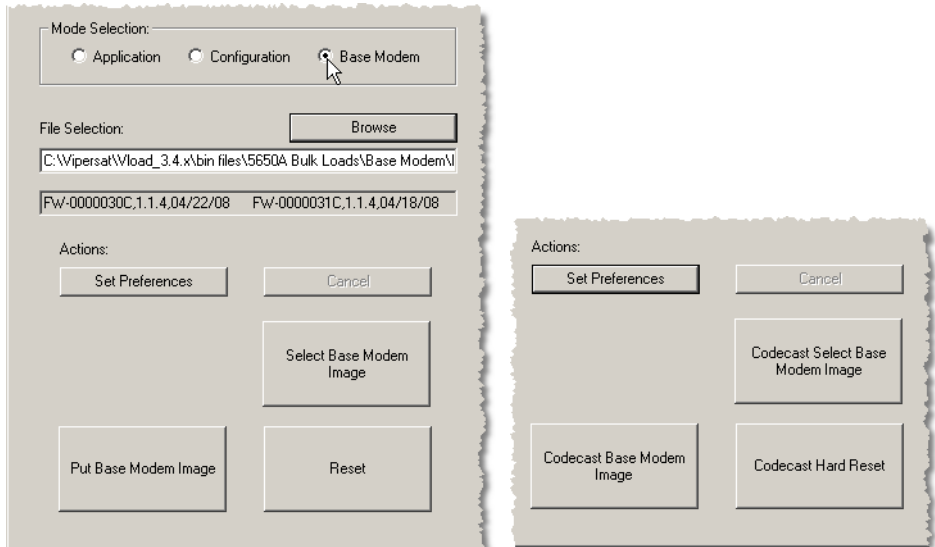 Mode Selection:
Application Configuration Base Modem
File Selection:
Browse
C:\Vipersat\Vload_3.4.x\bin files\5650A Bulk Loads\Base Modem\
FW-0000030C,1.1.4,04/22/08 FW-0000031C,1.1.4,04/18/08
Actions:
Set Preferences
Cancel
Select Base Modem
Image
Put Base Modem Image
Reset
Actions:
Set Preferences
Cancel
Codecast Select Base
Modem Image
Codecast Base Modem
Image
Codecast Hard Reset